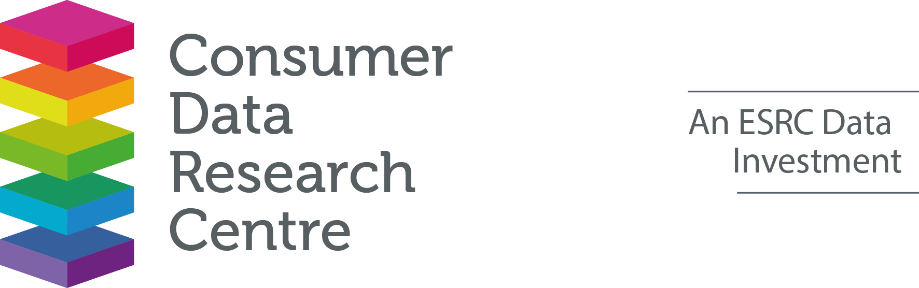 Consumer
Data
Research
Centre
An ESRC Data
Investment